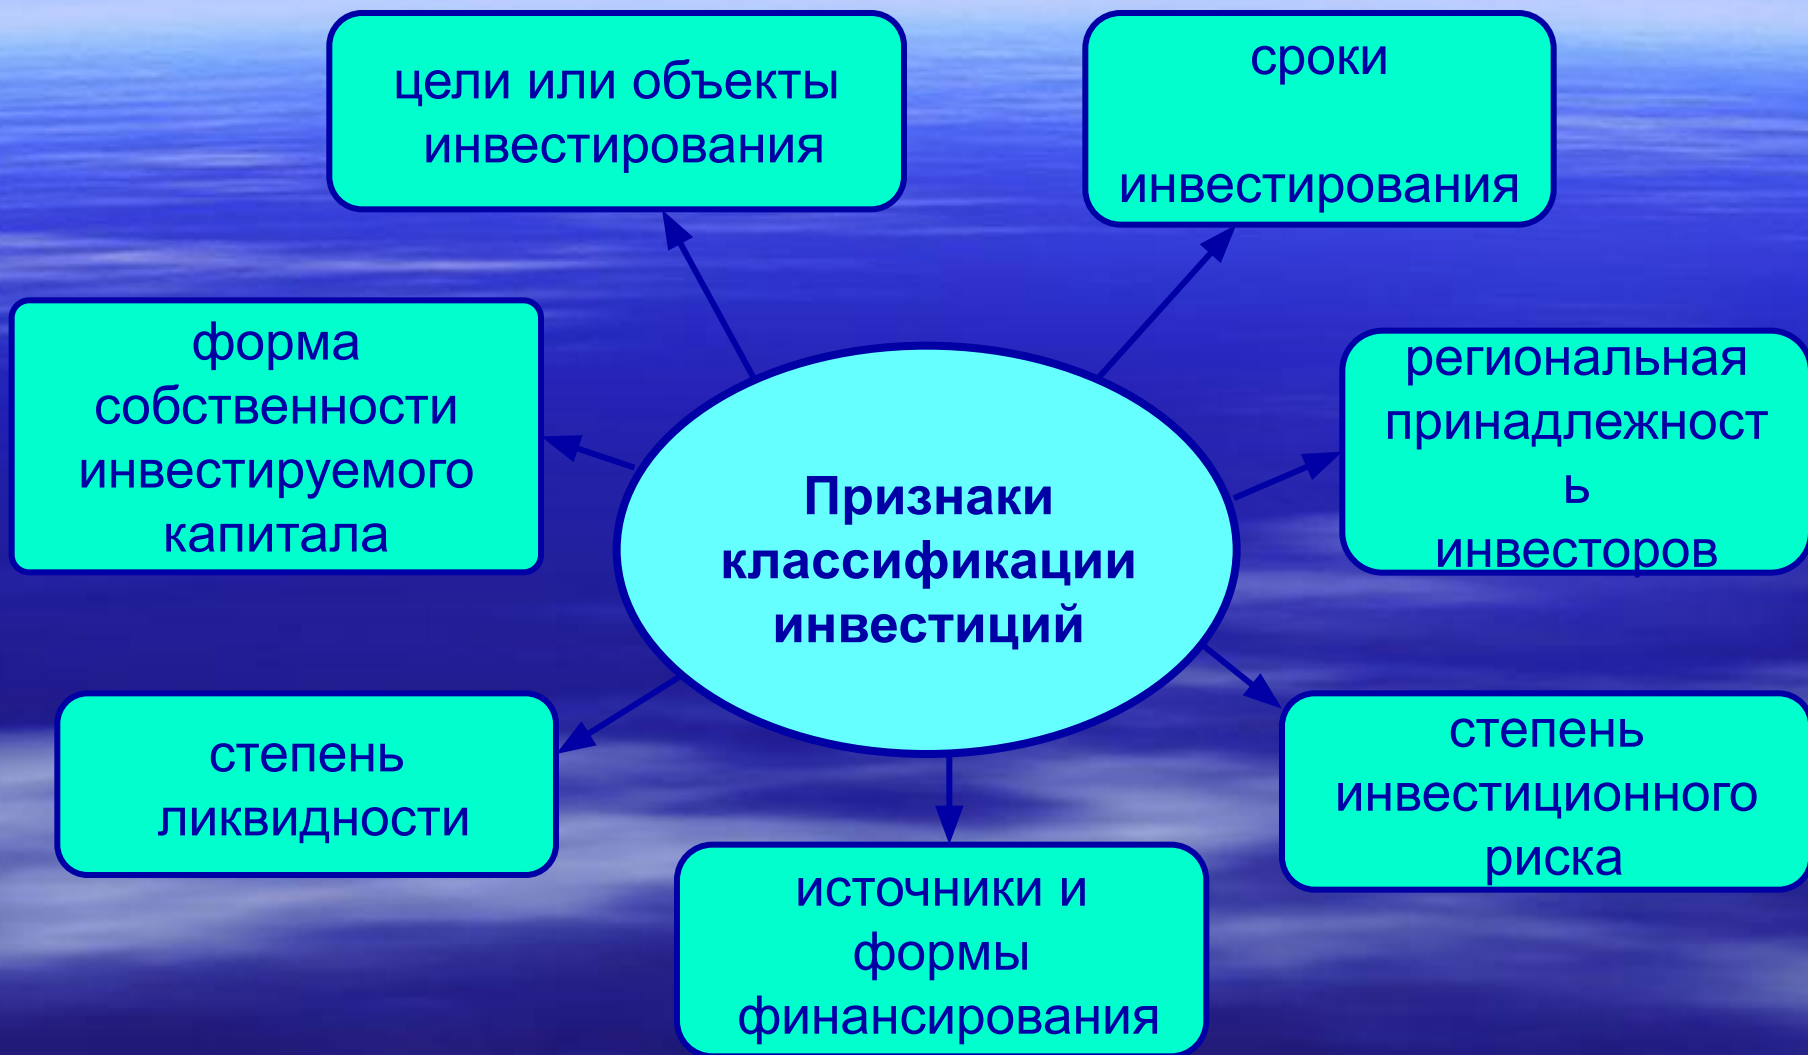 цели или объекты
инвестирования
сроки
инвестирования
форма
собственности
инвестируемого
капитала
региональная
принадлежност
ь
инвесторов
Признаки
классификации
инвестиций
степень
ликвидности
степень
инвестиционного
риска
источники и
формы
финансирования